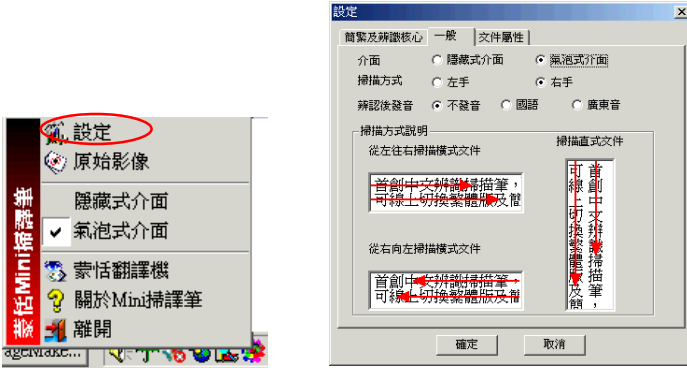 設定
原始影像
隱藏式介面
氣泡式介面
蒙恬翻譯機
關於Mini掃譯筆
離開
蒙恬Mini掃譯筆
ageMake...
設定
簡繁及辨識核心 一般 文件屬性
介面 隱藏式介面 氣泡式介面
掃描方式 左手 右手
辨認後發音 不發音 國語 廣東音
掃描方式說明
從左往右掃描橫式文件
首創中文辨識掃描筆，
可線上切換繁體版及簡
從右向左掃描橫式文件
首創中文辨識掃描筆，
可線上切換繁體版及簡
掃描直式文件
首創中文辨識掃描筆，
可線上切換繁體版及簡
確定 取消